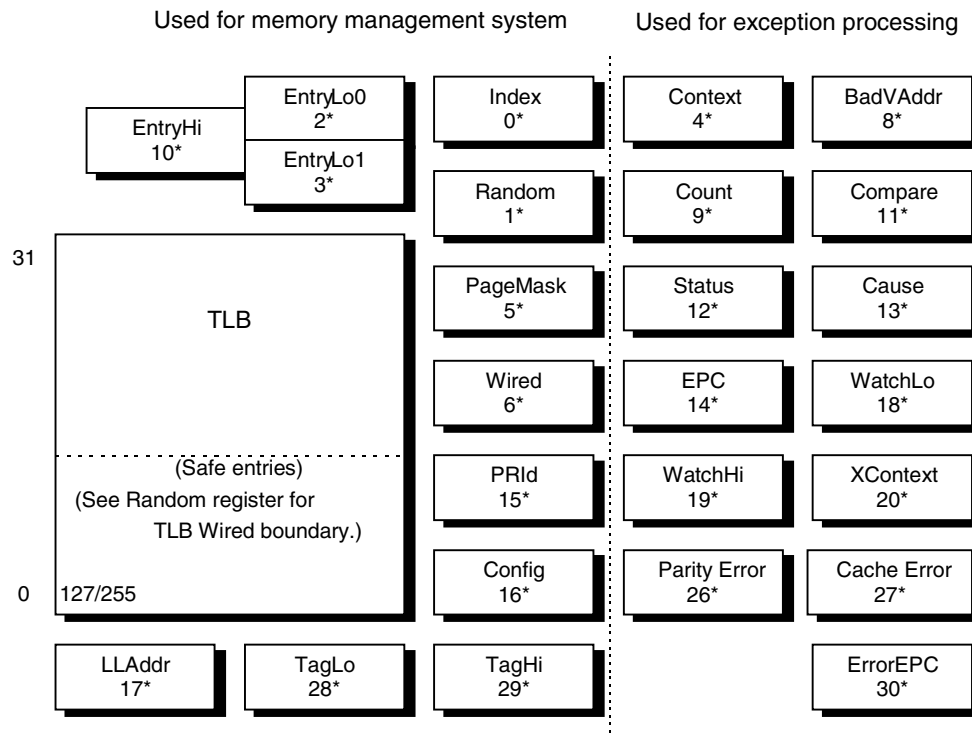 Used for memory management system
Used for exception processing
EntryHi
10*
EntryLo0
2*
EntryLo1
3*
Index
0*
Context
4*
BadVAddr
8*
Random
1*
Count
9*
Compare
11*
31
TLB
PageMask
5*
Status
12*
Cause
13*
Wired
6*
EPC
14*
WatchLo
18*
(Safe entries)
(See Random register for
TLB Wired boundary.)
PRId
15*
WatchHi
19*
XContext
20*
0
127/255
Config
16*
Parity Error
26*
Cache Error
27*
LLAddr
17*
TagLo
28*
TagHi
29*
ErrorEPC
30*